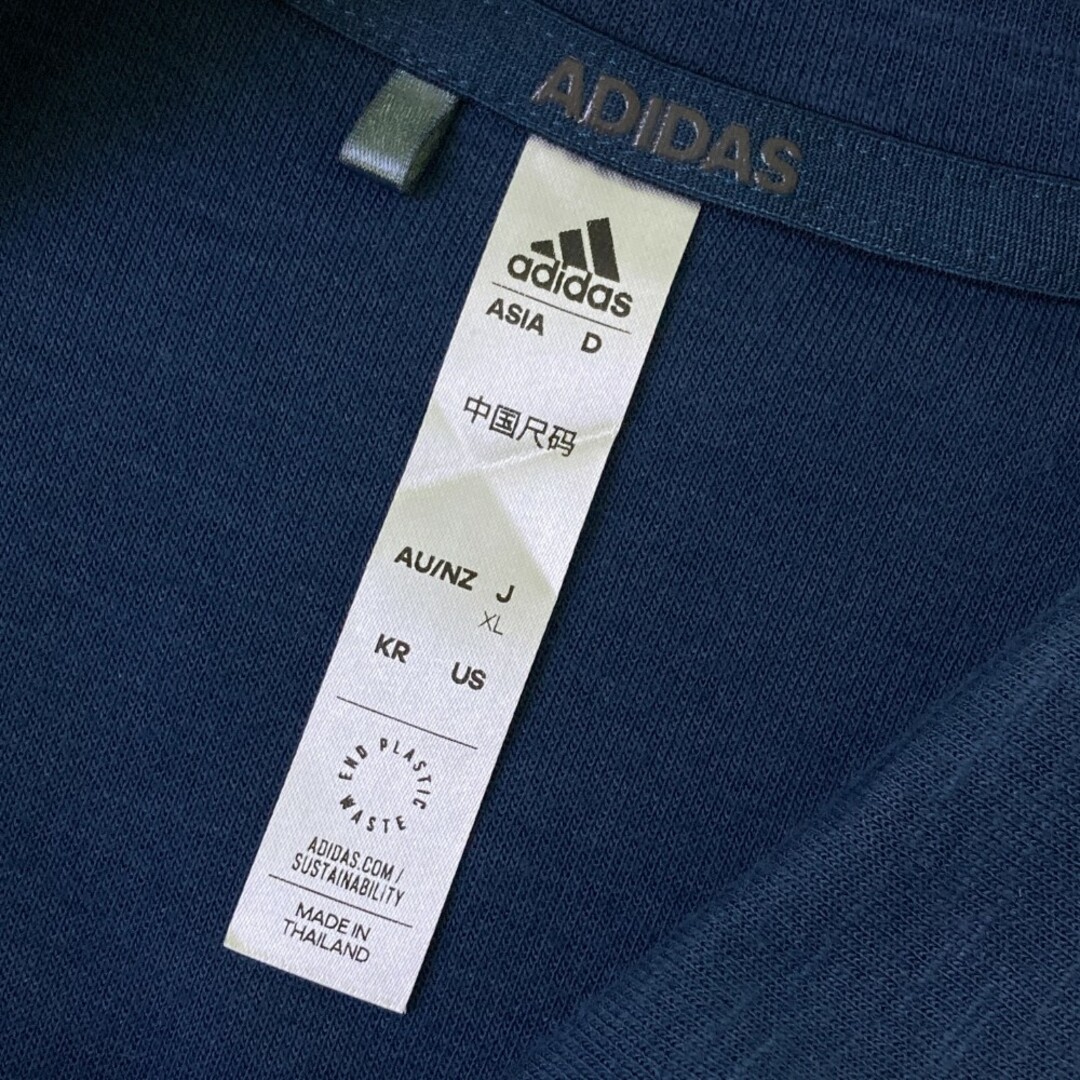 ADIDAS
adidas
ASIA D
中国尺码
AU/NZ J
XL
KR US
END PLASTIC WASTE
ADIDAS.COM/
SUSTAINABILITY
MADE IN
THAILAND